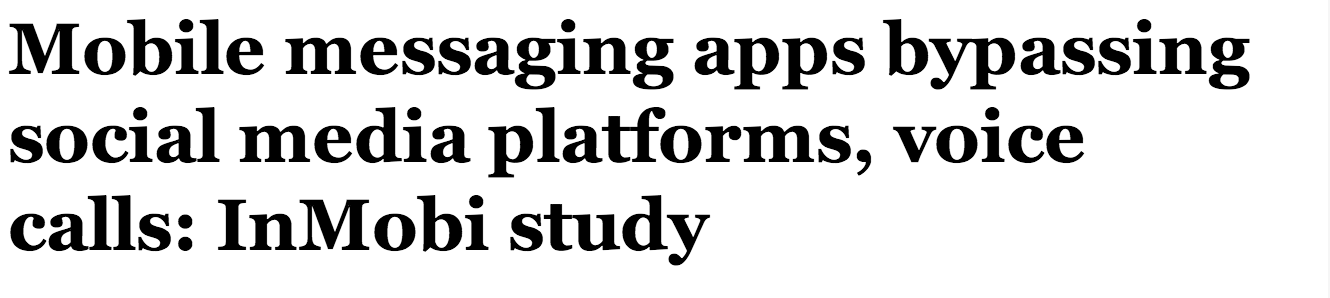 Mobile messaging apps bypassing
social media platforms, voice
calls: InMobi study